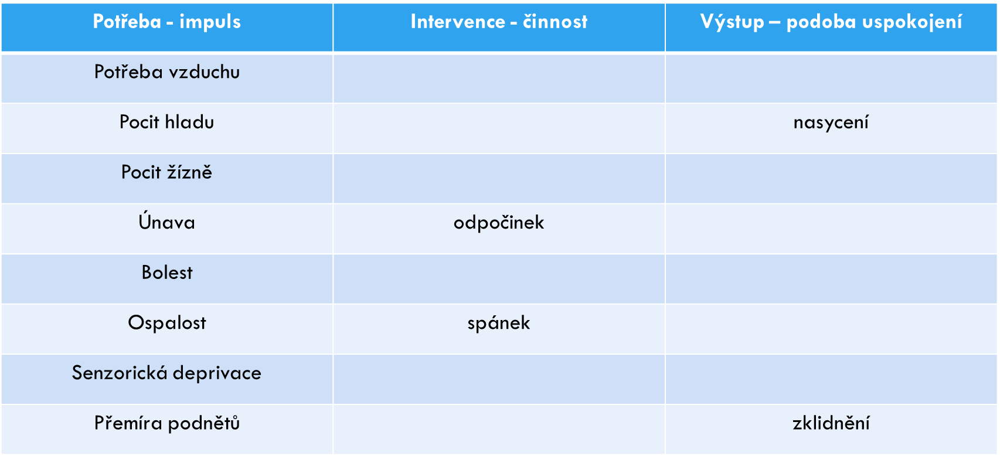 Potřeba - impuls Intervence - činnost Výstup – podoba uspokojení
Potřeba vzduchu
Pocit hladu nasycení
Pocit žízně
Únava odpočinek
Bolest
Ospalost spánek
Senzorická deprivace
Přemíra podnětů zklidnění